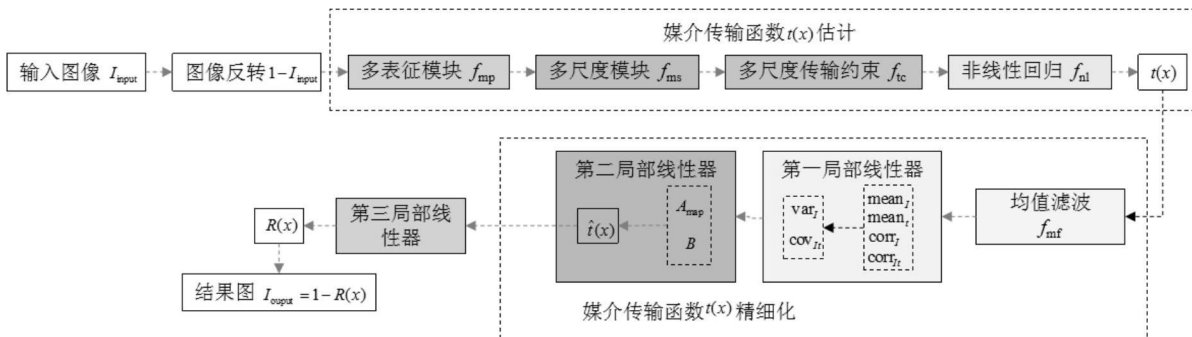 媒介传输函数t(x)估计
输入图像 I_input
图像反转1-I_input
多表征模块 f_mp
多尺度模块 f_ms
多尺度传输约束 f_tc
非线性回归 f_nl
t(x)
均值滤波
f_mf
第一局部线性器
mean_I
mean_t
corr_I
corr_It
var_I
cov_It
第二局部线性器
A_map
B
t̂(x)
第三局部线
性器
R(x)
结果图 I_ouput=1-R(x)
媒介传输函数t(x)精细化